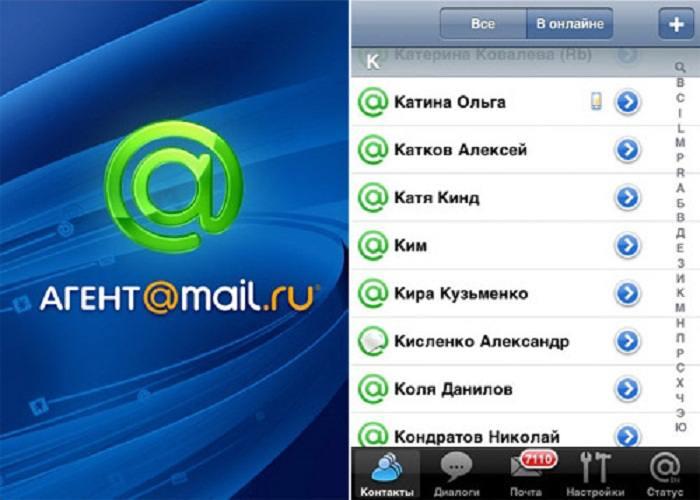 АГЕНТ@mail.ru®
Все
В онлайне
+
Катерина Ковалева (Rb)
К
Катина Ольга
Катков Алексей
Катя Кинд
Ким
Кира Кузьменко
Кисленко Александр
Коля Данилов
Кондратов Николай
B
C
I
L
M
P
R
А
Б
В
Д
Е
З
И
К
М
Н
П
Р
С
Х
Ч
Э
Ю
7110
Контакты
Диалоги
Почта
Настройки
Статус